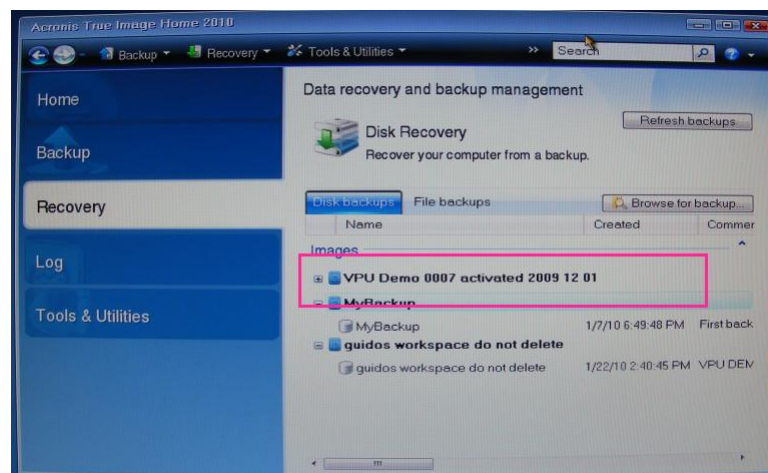 Acronis True Image Home 2010
Backup Recovery Tools & Utilities » Search
Home
Backup
Recovery
Log
Tools & Utilities
Data recovery and backup management
Refresh backups
Disk Recovery
Recover your computer from a backup.
Disk backups File backups Browse for backup...
Name Created Commer
Images
VPU Demo 0007 activated 2009 12 01
MyBackup
MyBackup 1/7/10 6:49:48 PM First back
guidos workspace do not delete
guidos workspace do not delete 1/22/10 2:40:45 PM VPU DEM